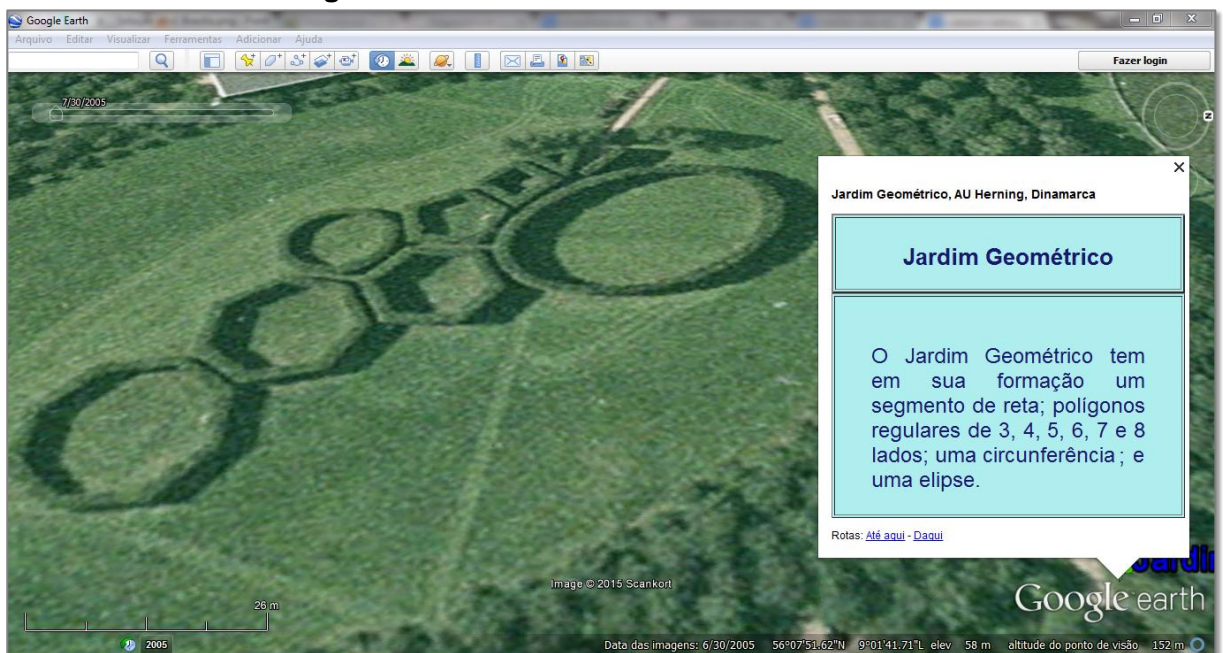 Google Earth
Arquivo Editar Visualizar Ferramentas Adicionar Ajuda
Fazer login
7/30/2005
N
Jardim Geométrico, AU Herning, Dinamarca
Jardim Geométrico
O Jardim Geométrico tem
em sua formação um
segmento de reta; polígonos
regulares de 3, 4, 5, 6, 7 e 8
lados; uma circunferência ; e
uma elipse.
Rotas: Até aqui - Daqui
Image © 2015 Scankort
Google earth
26 m
2005
Data das imagens: 6/30/2005 56°07'51.62"N 9°01'41.71"L elev 58 m altitude do ponto de visão 152 m